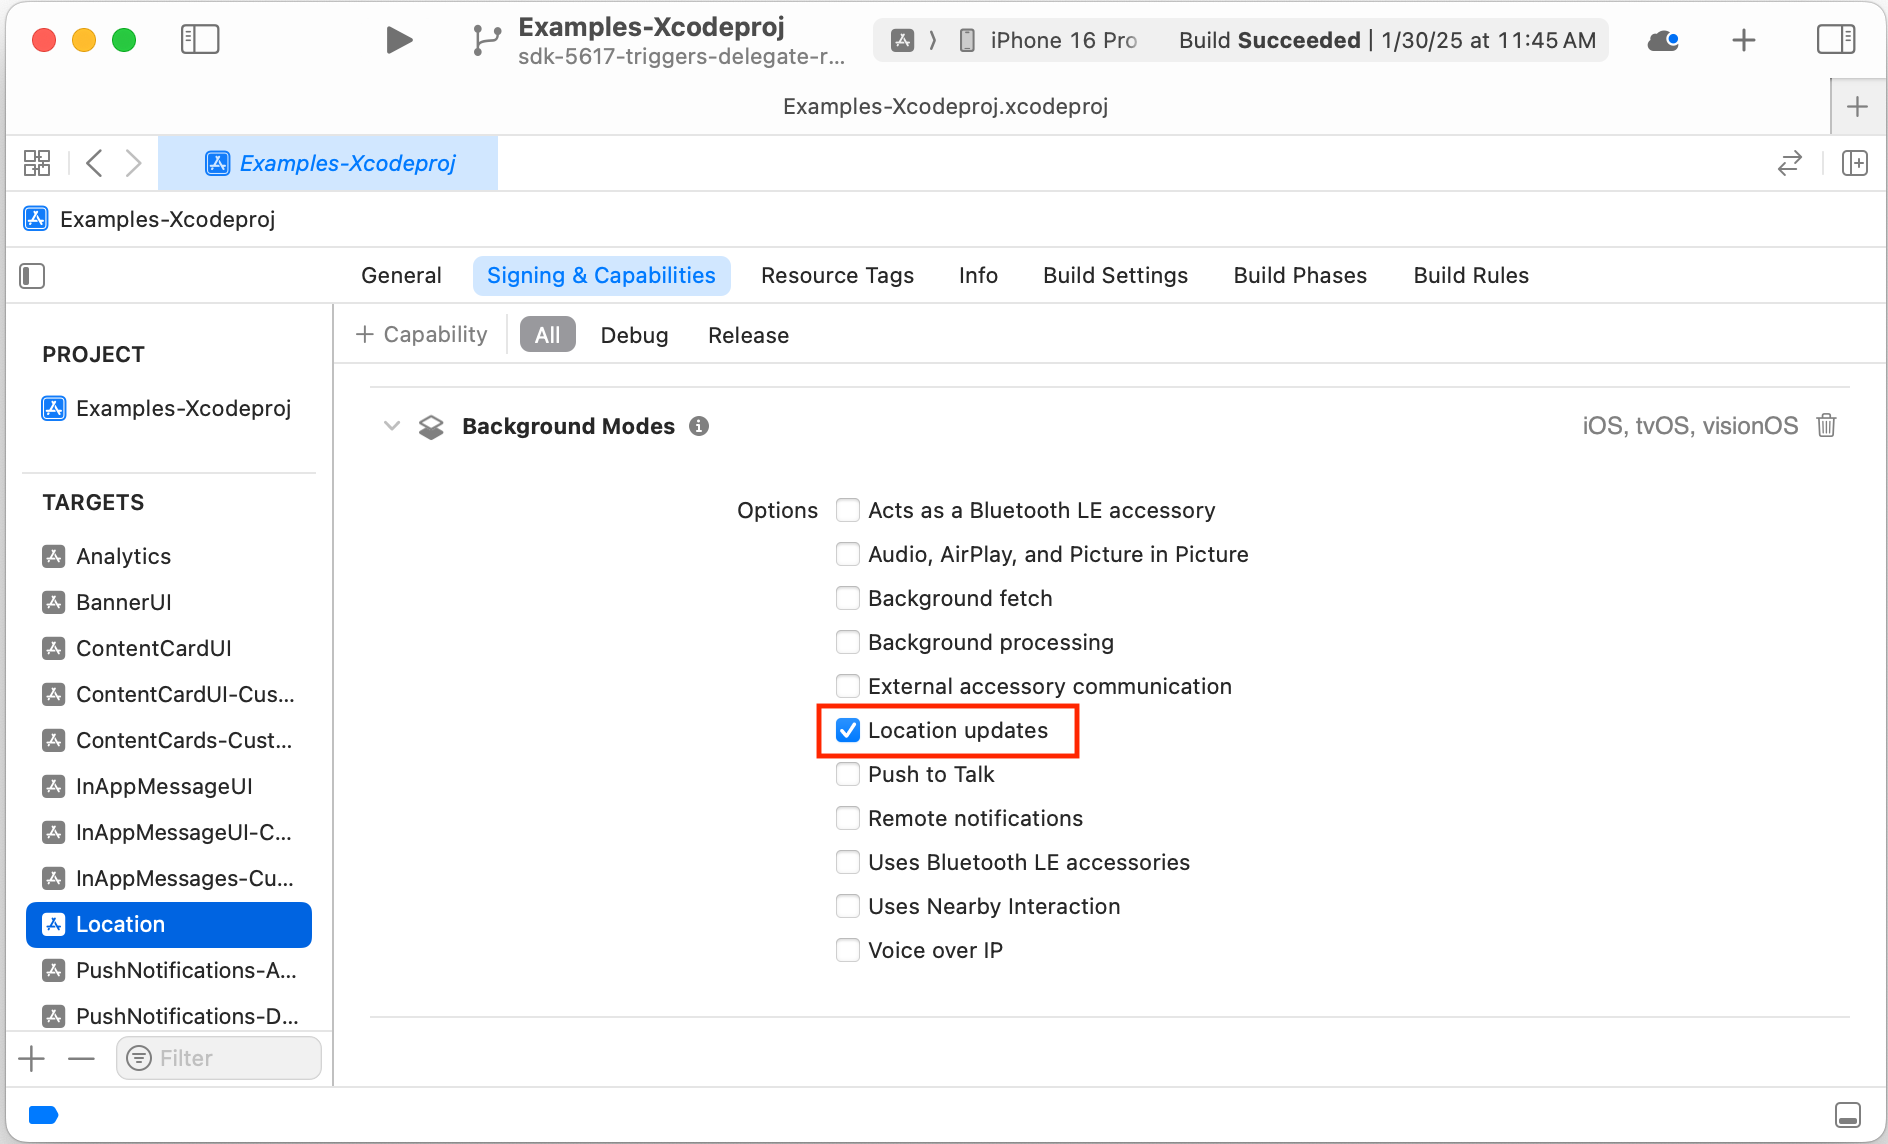 Examples-Xcodeproj
sdk-5617-triggers-delegate-r...
iPhone 16 Pro
Build Succeeded | 1/30/25 at 11:45 AM
Examples-Xcodeproj.xcodeproj
Examples-Xcodeproj
Examples-Xcodeproj
General Signing & Capabilities Resource Tags Info Build Settings Build Phases Build Rules
PROJECT
Examples-Xcodeproj
TARGETS
Analytics
BannerUI
ContentCardUI
ContentCardUI-Cus...
ContentCards-Cust...
InAppMessageUI
InAppMessageUI-C...
InAppMessages-Cu...
Location
PushNotifications-A...
PushNotifications-D...
Filter
+ Capability All Debug Release
Background Modes
iOS, tvOS, visionOS
Options
Acts as a Bluetooth LE accessory
Audio, AirPlay, and Picture in Picture
Background fetch
Background processing
External accessory communication
Location updates
Push to Talk
Remote notifications
Uses Bluetooth LE accessories
Uses Nearby Interaction
Voice over IP